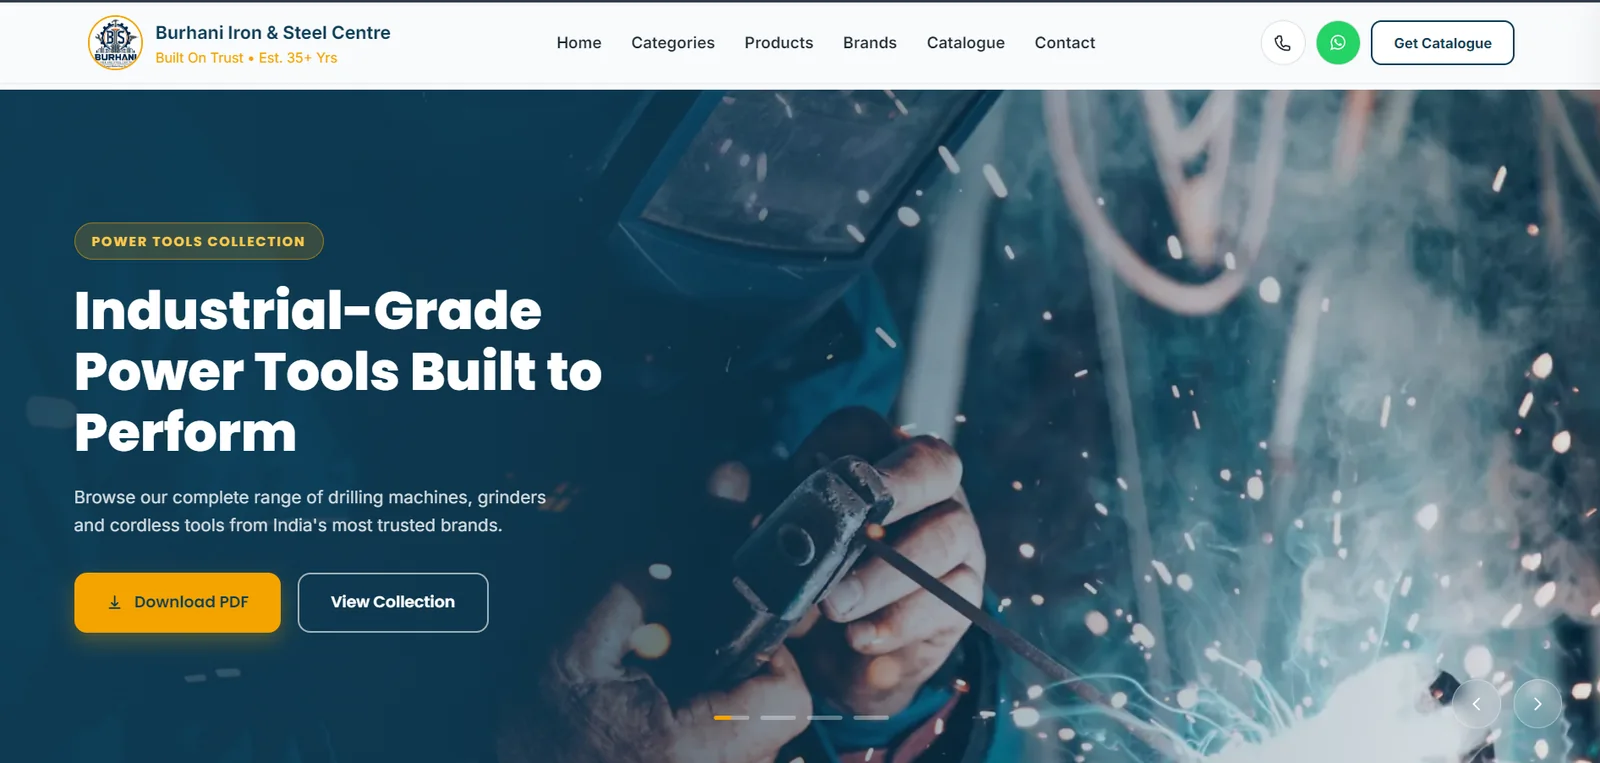 BIS
BURHANI
Burhani Iron & Steel Centre
Built On Trust • Est. 35+ Yrs
Home
Categories
Products
Brands
Catalogue
Contact
Get Catalogue
POWER TOOLS COLLECTION
Industrial-Grade
Power Tools Built to
Perform
Browse our complete range of drilling machines, grinders
and cordless tools from India's most trusted brands.
Download PDF
View Collection